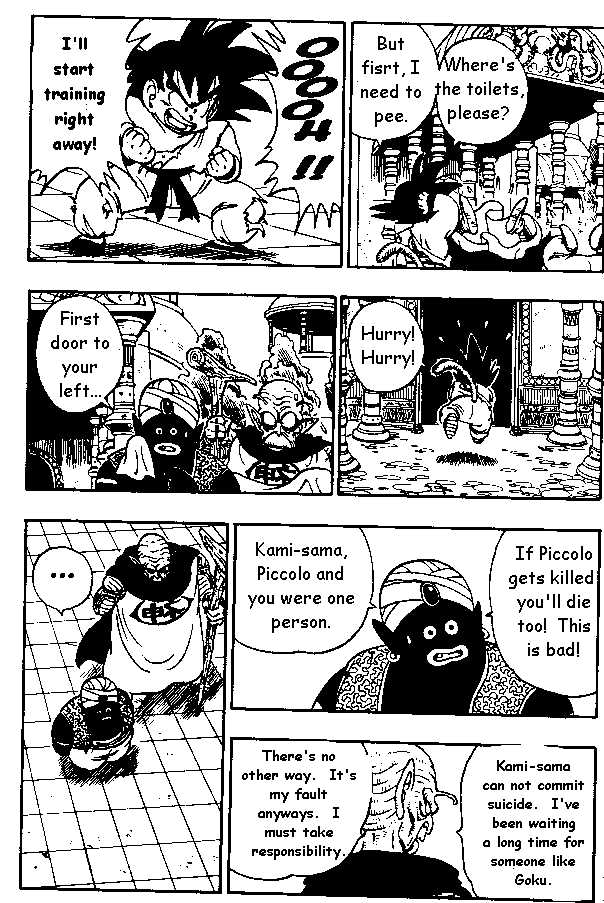 I'll
start
training
right
away!
OOOOH!!
But
fisrt, I
need to
pee.
Where's
the toilets,
please?
First
door to
your
left...
Hurry!
Hurry!
...
Kami-sama,
Piccolo and
you were one
person.
If Piccolo
gets killed
you'll die
too! This
is bad!
There's no
other way. It's
my fault
anyways. I
must take
responsibility.
Kami-sama
can not commit
suicide. I've
been waiting
a long time for
someone like
Goku.